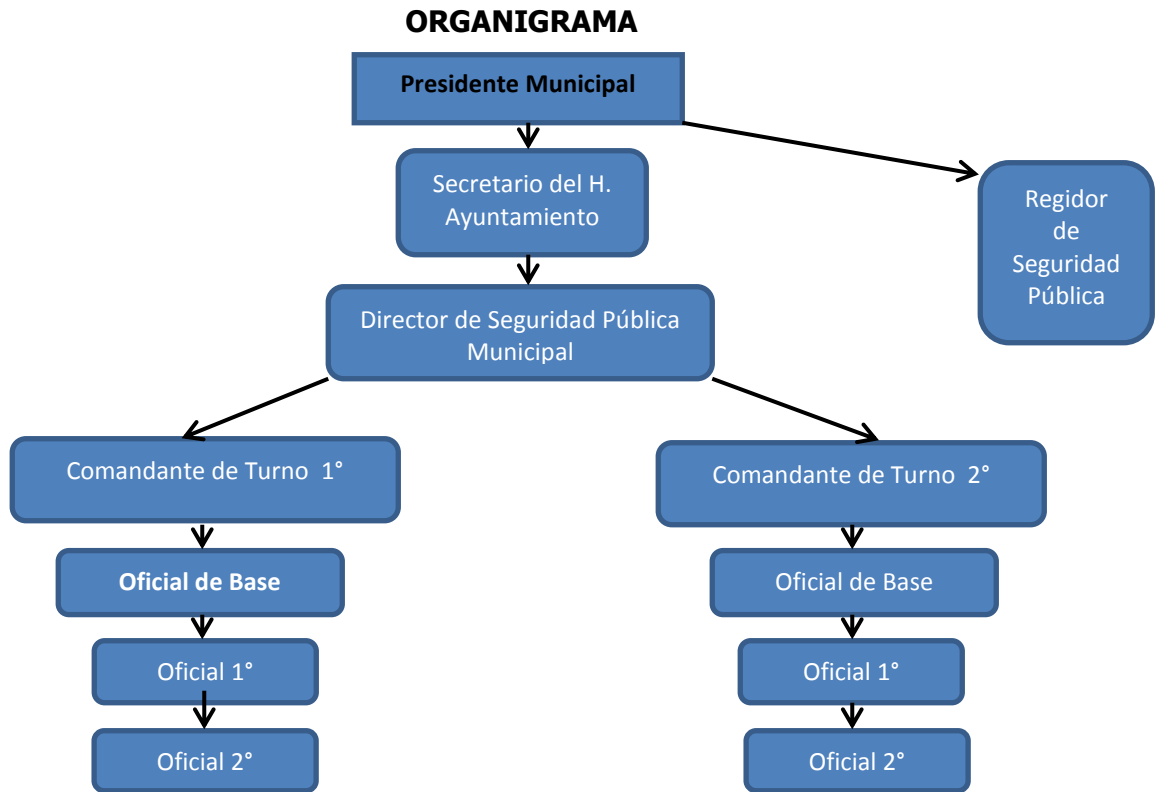 ORGANIGRAMA
Presidente Municipal
Secretario del H.
Ayuntamiento
Regidor
de
Seguridad
Pública
Director de Seguridad Pública
Municipal
Comandante de Turno 1°
Comandante de Turno 2°
Oficial de Base
Oficial de Base
Oficial 1°
Oficial 1°
Oficial 2°
Oficial 2°